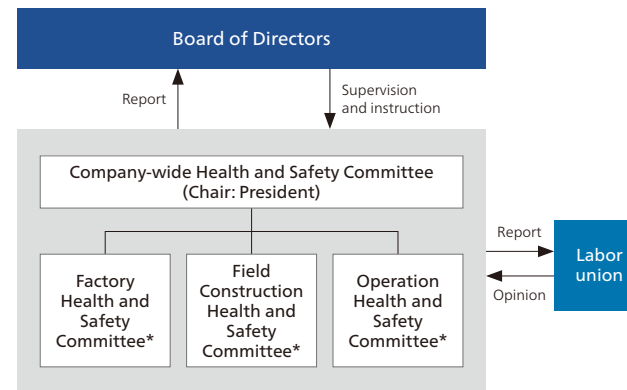 Board of Directors
Report
Supervision
and instruction
Company-wide Health and Safety Committee
(Chair: President)
Factory
Health and
Safety
Committee*
Field
Construction
Health and
Safety
Committee*
Operation
Health and
Safety
Committee*
Report
Opinion
Labor
union